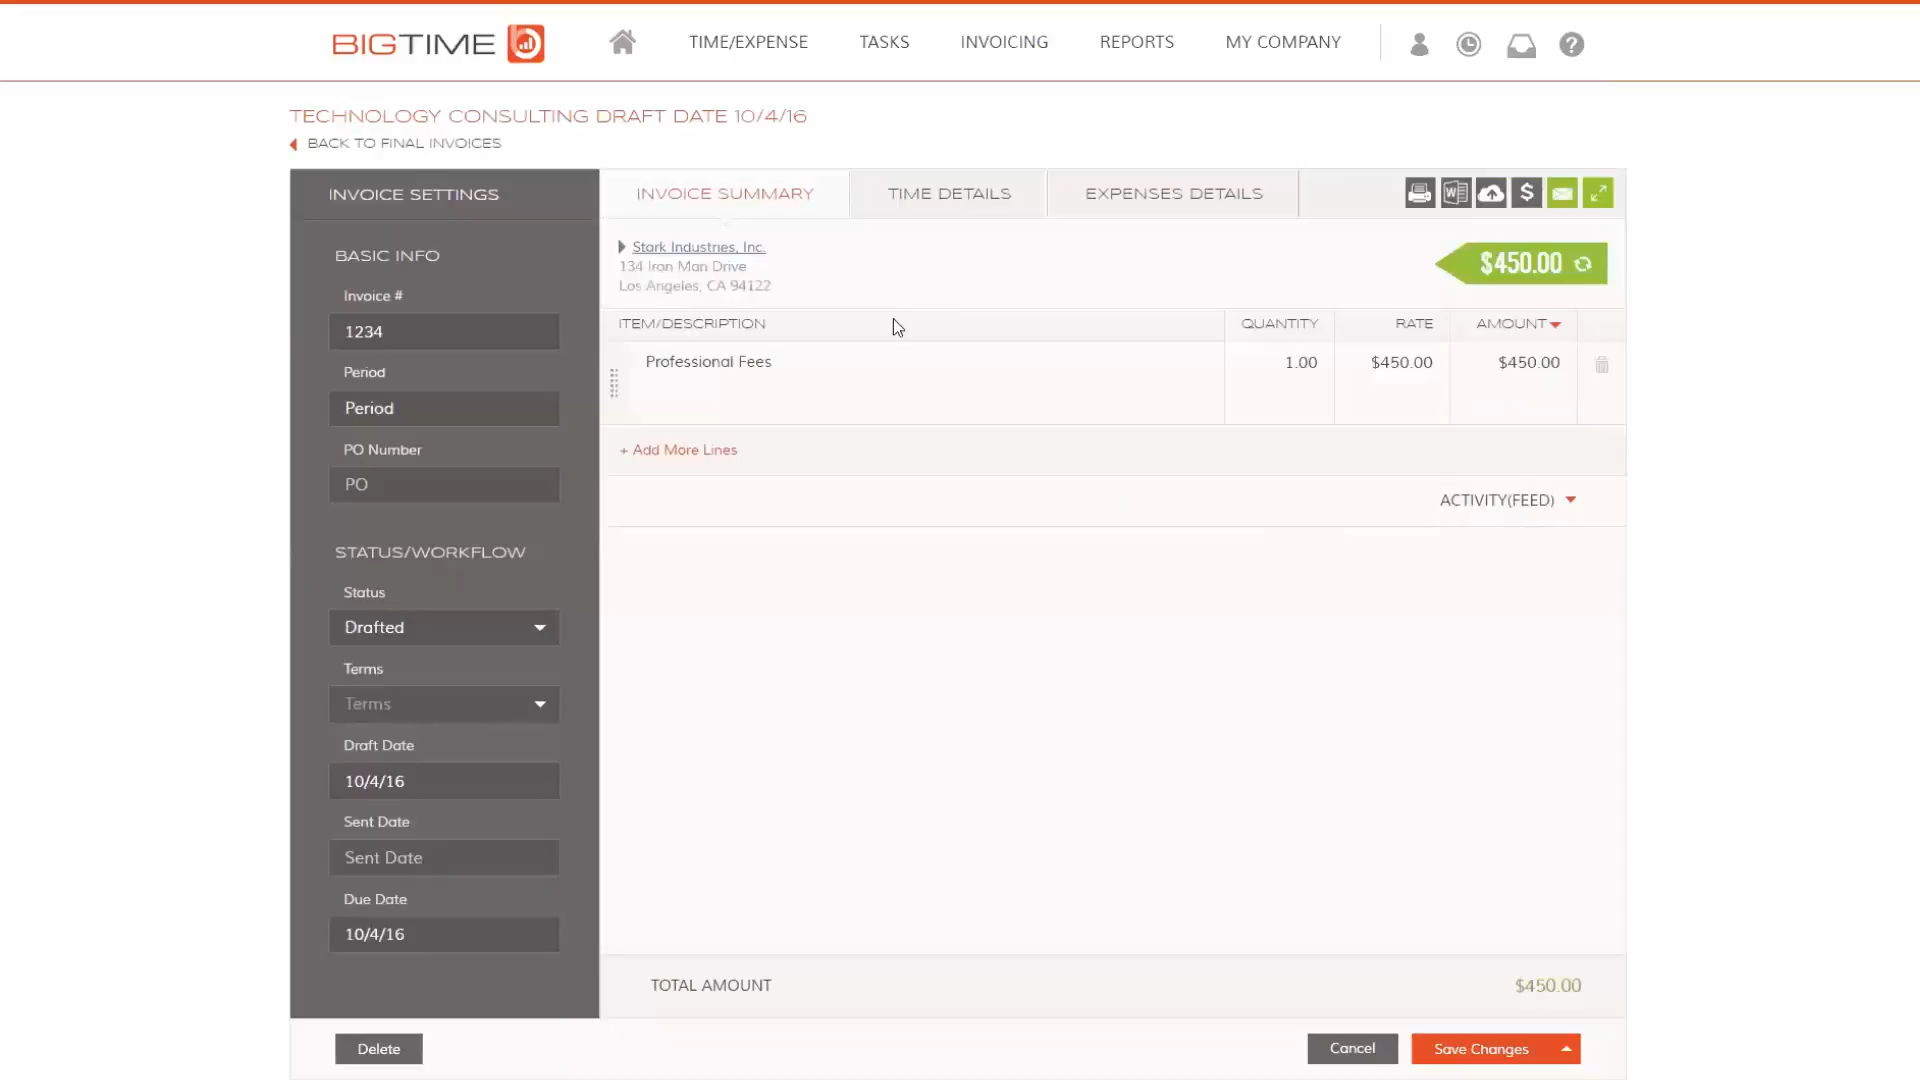 BIGTIME
TIME/EXPENSE
TASKS
INVOICING
REPORTS
MY COMPANY
TECHNOLOGY CONSULTING DRAFT DATE 10/4/16
BACK TO FINAL INVOICES
INVOICE SETTINGS
BASIC INFO
Invoice #
1234
Period
Period
PO Number
PO
STATUS/WORKFLOW
Status
Drafted
Terms
Terms
Draft Date
10/4/16
Sent Date
Sent Date
Due Date
10/4/16
INVOICE SUMMARY
TIME DETAILS
EXPENSES DETAILS
Stark Industries, Inc.
134 Iron Man Drive
Los Angeles, CA 94122
$450.00
ITEM/DESCRIPTION QUANTITY RATE AMOUNT
Professional Fees 1.00 $450.00 $450.00
+ Add More Lines
ACTIVITY(FEED)
TOTAL AMOUNT $450.00
Delete
Cancel
Save Changes